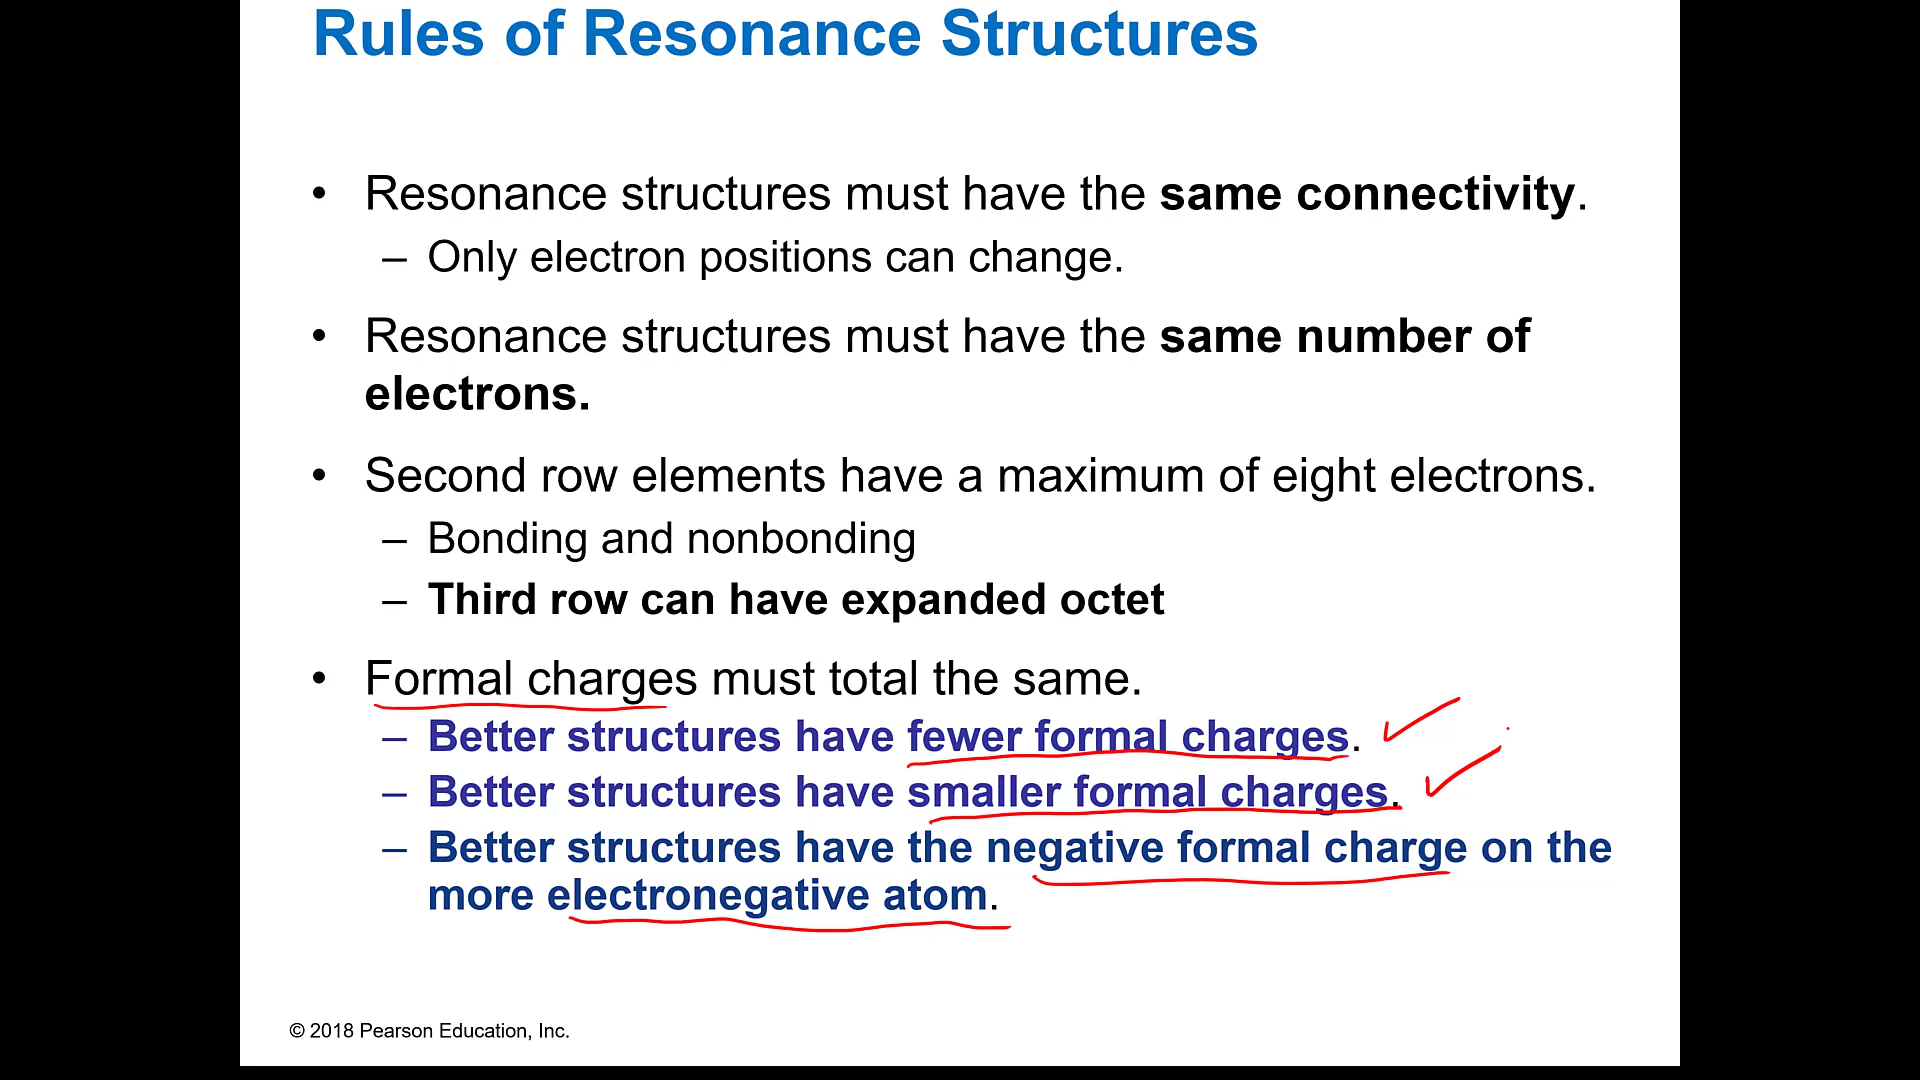 Rules of Resonance Structures
• Resonance structures must have the same connectivity.
– Only electron positions can change.
• Resonance structures must have the same number of
electrons.
• Second row elements have a maximum of eight electrons.
– Bonding and nonbonding
– Third row can have expanded octet
• Formal charges must total the same.
– Better structures have fewer formal charges.
– Better structures have smaller formal charges.
– Better structures have the negative formal charge on the
more electronegative atom.
© 2018 Pearson Education, Inc.